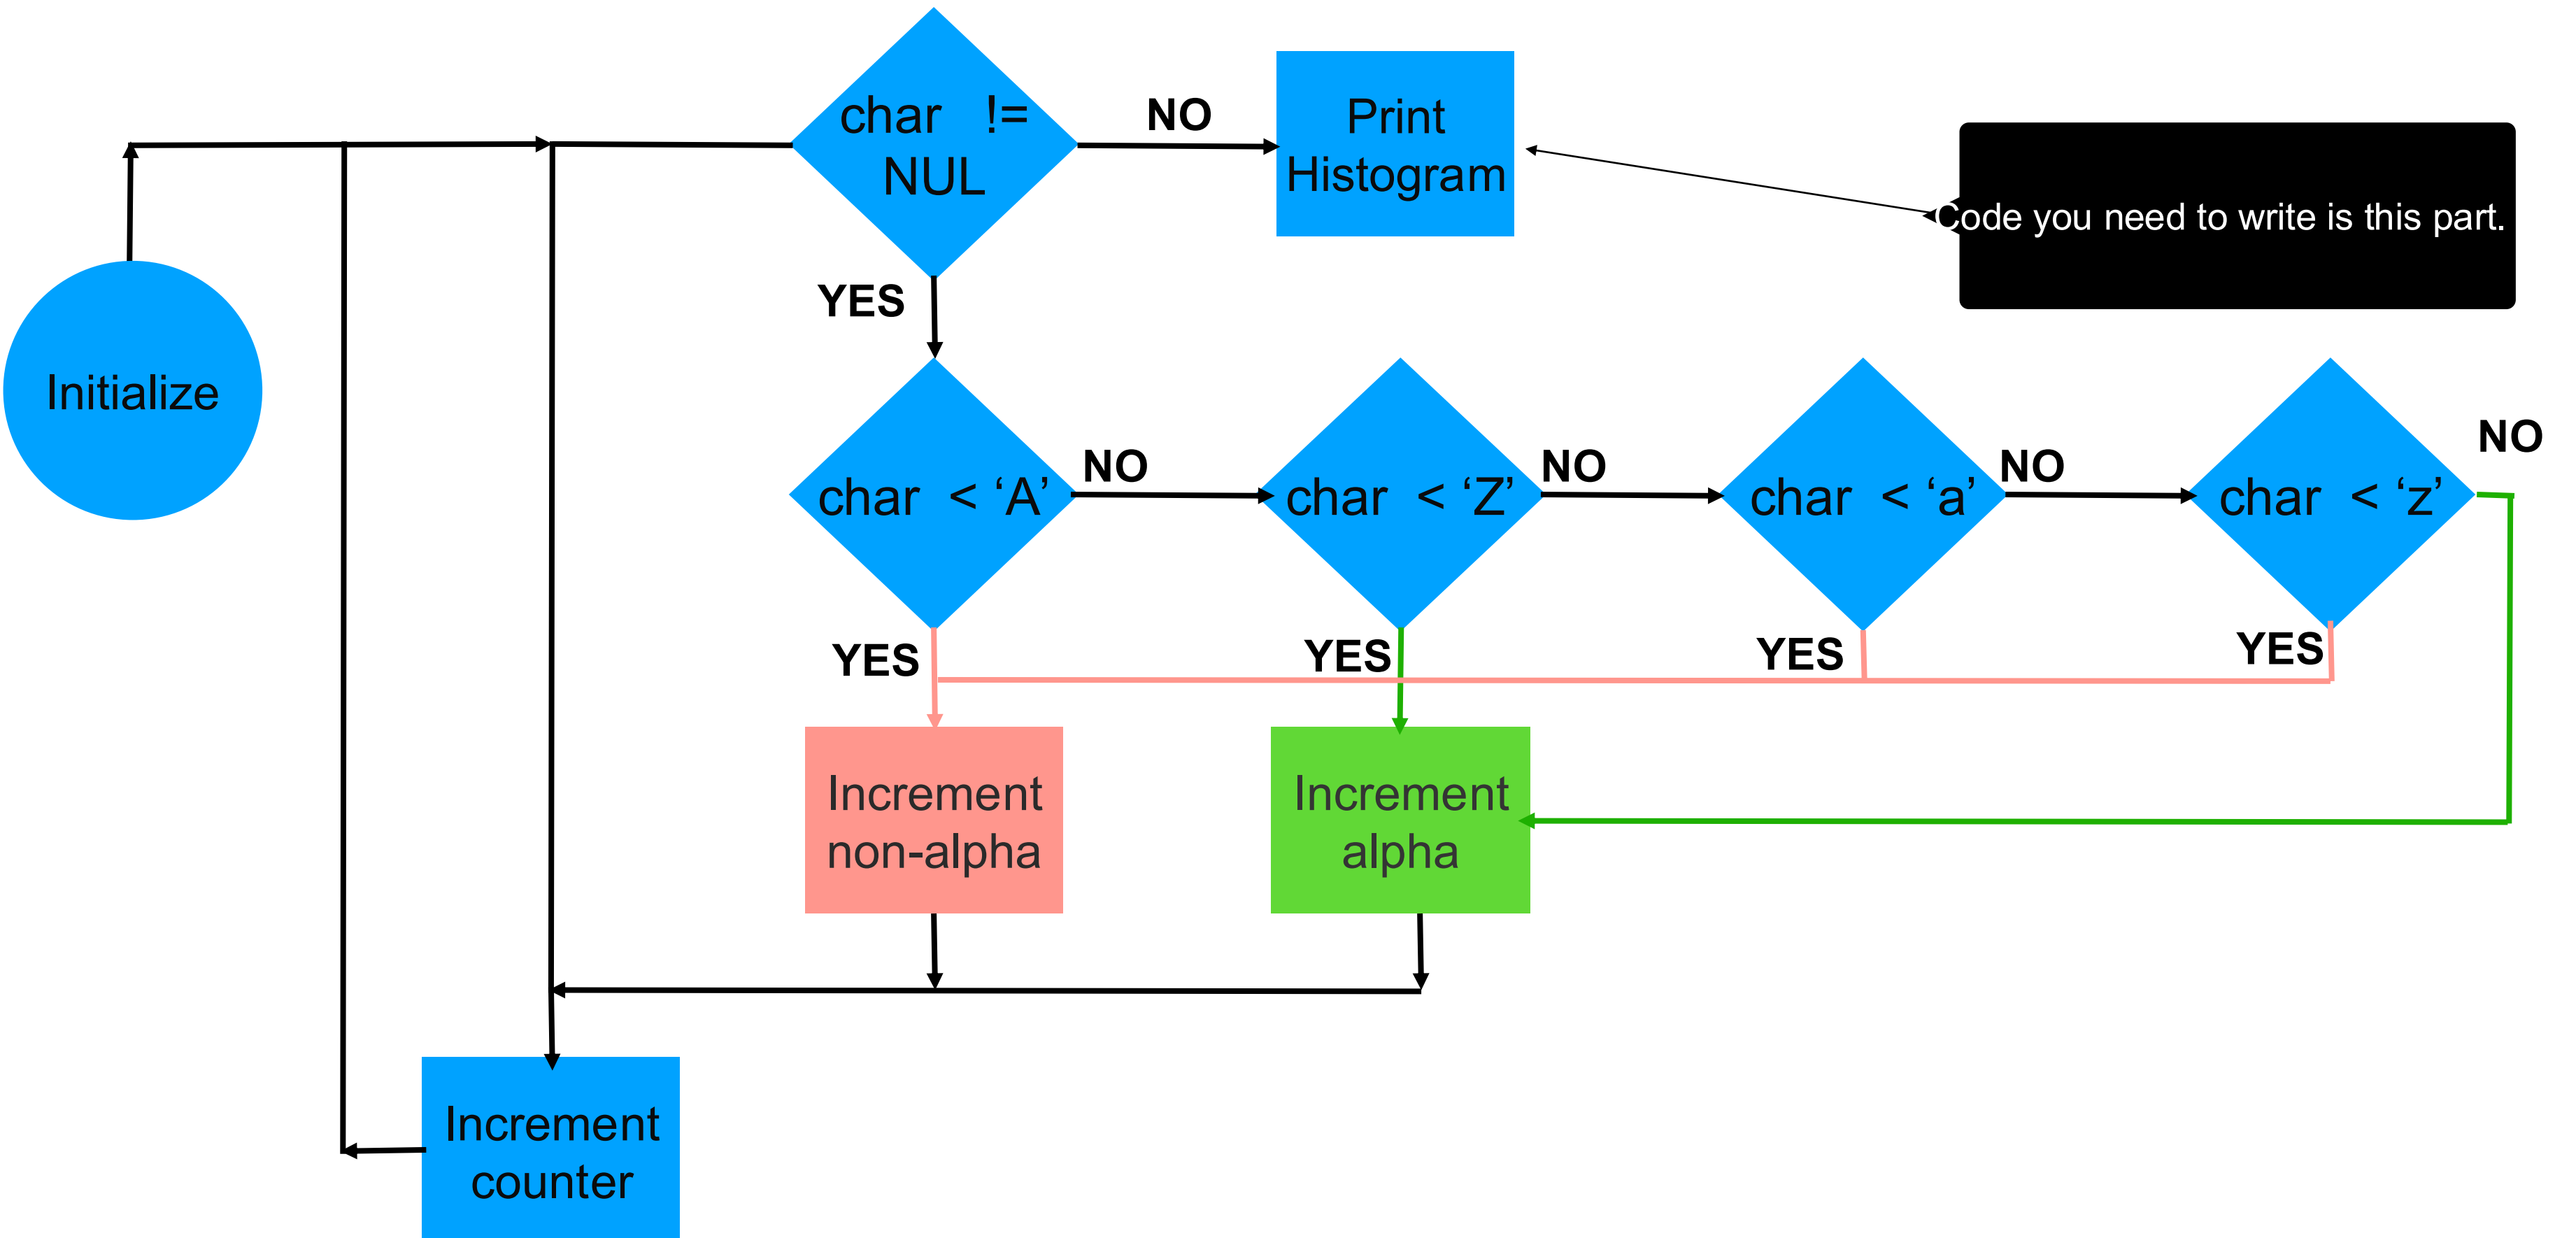 char != 
NUL
NO
Print
Histogram
Code you need to write is this part.
YES
Initialize
char < ‘A’
NO
char < ‘Z’
NO
char < ‘a’
NO
char < ‘z’
NO
YES
YES
YES
YES
Increment
non-alpha
Increment
alpha
Increment
counter